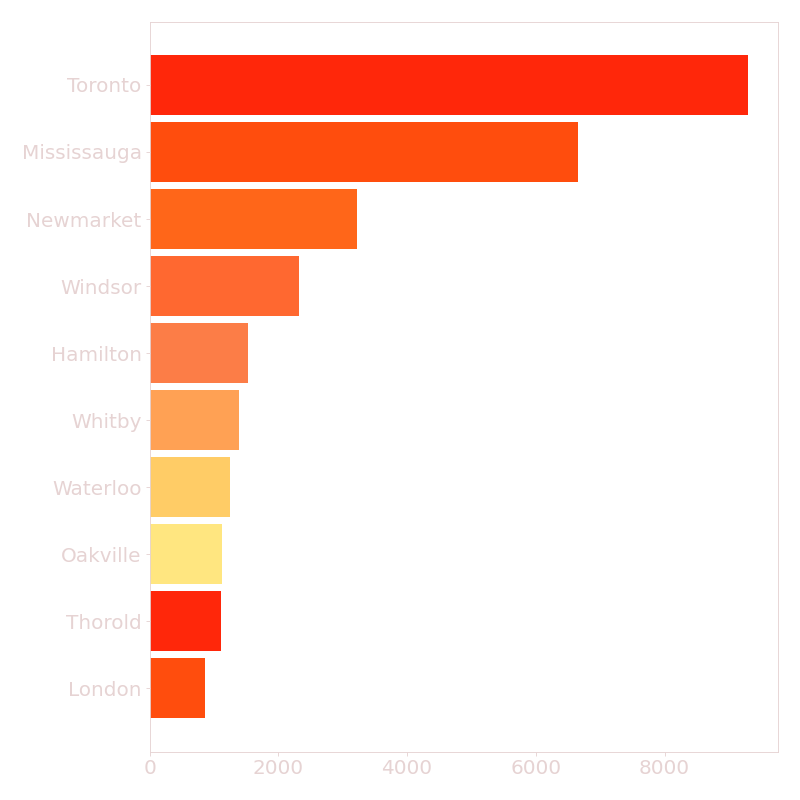 Toronto
Mississauga
Newmarket
Windsor
Hamilton
Whitby
Waterloo
Oakville
Thorold
London
0 2000 4000 6000 8000